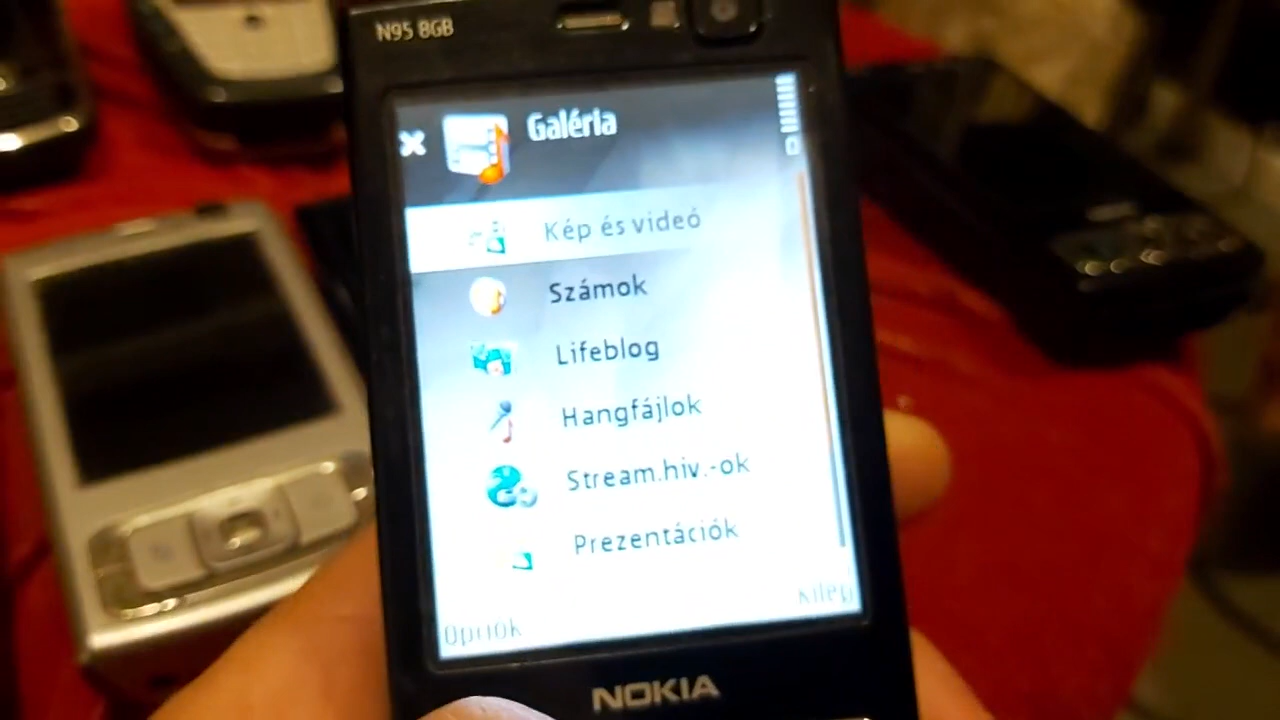 N95 8GB
Galéria
Kép és videó
Számok
Lifeblog
Hangfájlok
Stream.hiv.-ok
Prezentációk
Opciók
Kilép
NOKIA